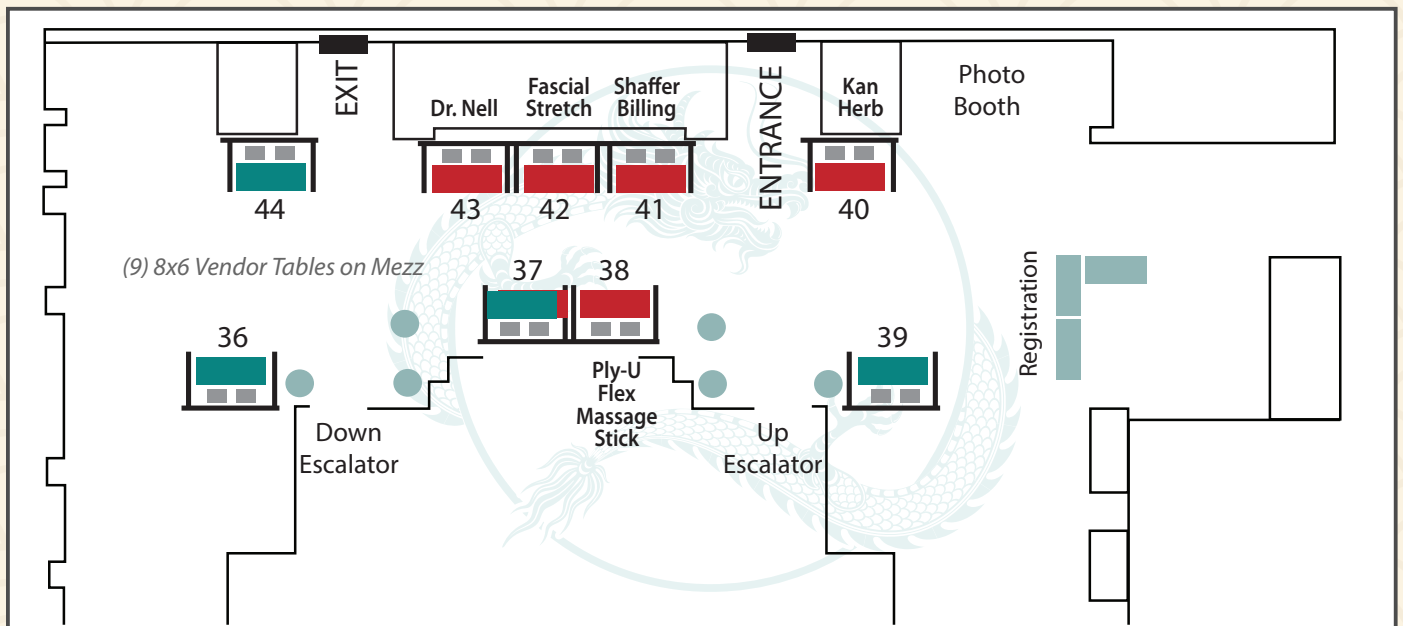 EXIT
ENTRANCE
Photo
Booth
Dr. Nell
Fascial
Stretch
Shaffer
Billing
Kan
Herb
44
43
42
41
40
(9) 8x6 Vendor Tables on Mezz
37
38
36
39
Registration
Ply-U
Flex
Massage
Stick
Down
Escalator
Up
Escalator